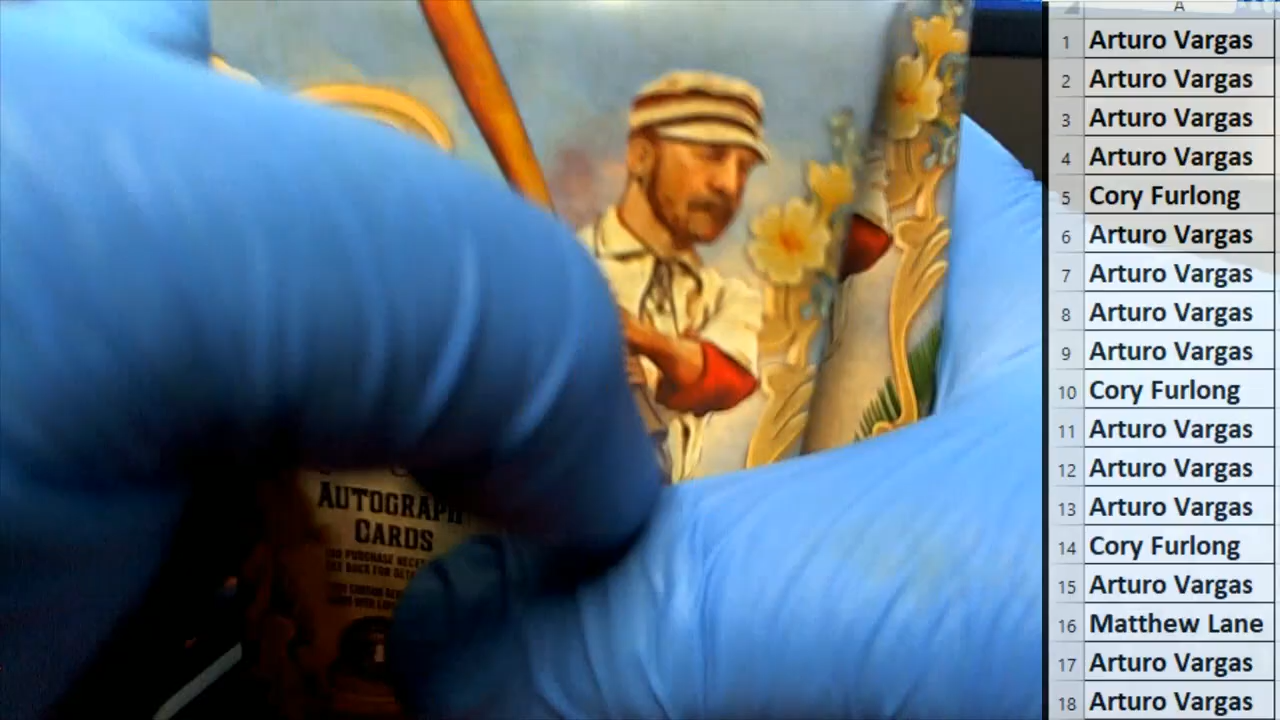 AUTOGRAPH
CARDS
A
1 Arturo Vargas
2 Arturo Vargas
3 Arturo Vargas
4 Arturo Vargas
5 Cory Furlong
6 Arturo Vargas
7 Arturo Vargas
8 Arturo Vargas
9 Arturo Vargas
10 Cory Furlong
11 Arturo Vargas
12 Arturo Vargas
13 Arturo Vargas
14 Cory Furlong
15 Arturo Vargas
16 Matthew Lane
17 Arturo Vargas
18 Arturo Vargas